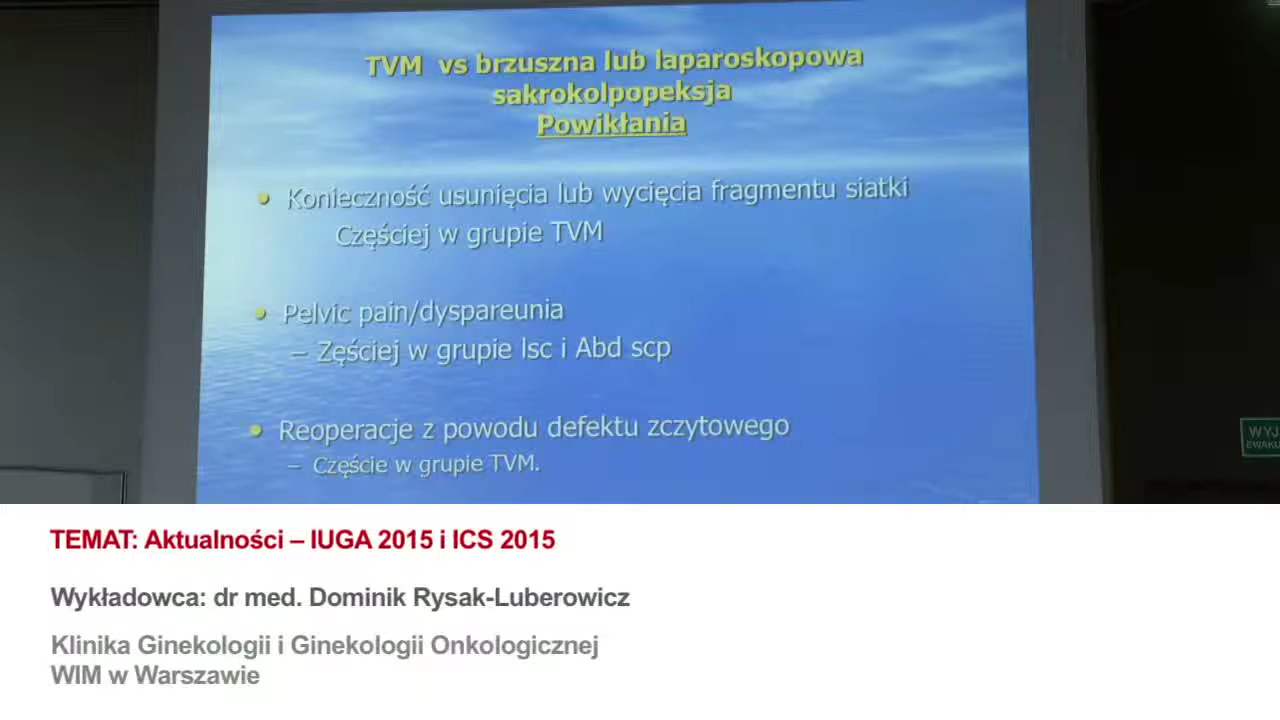 TVM vs brzuszna lub laparoskopowa
sakrokolpopeksja
Powikłania
• Konieczność usunięcia lub wycięcia fragmentu siatki
Częściej w grupie TVM
• Pelvic pain/dyspareunia
– Zęściej w grupie lsc i Abd scp
• Reoperacje z powodu defektu zczytowego
– Częście w grupie TVM.
WYJ
EWAKU
TEMAT: Aktualności – IUGA 2015 i ICS 2015
Wykładowca: dr med. Dominik Rysak-Luberowicz
Klinika Ginekologii i Ginekologii Onkologicznej
WIM w Warszawie